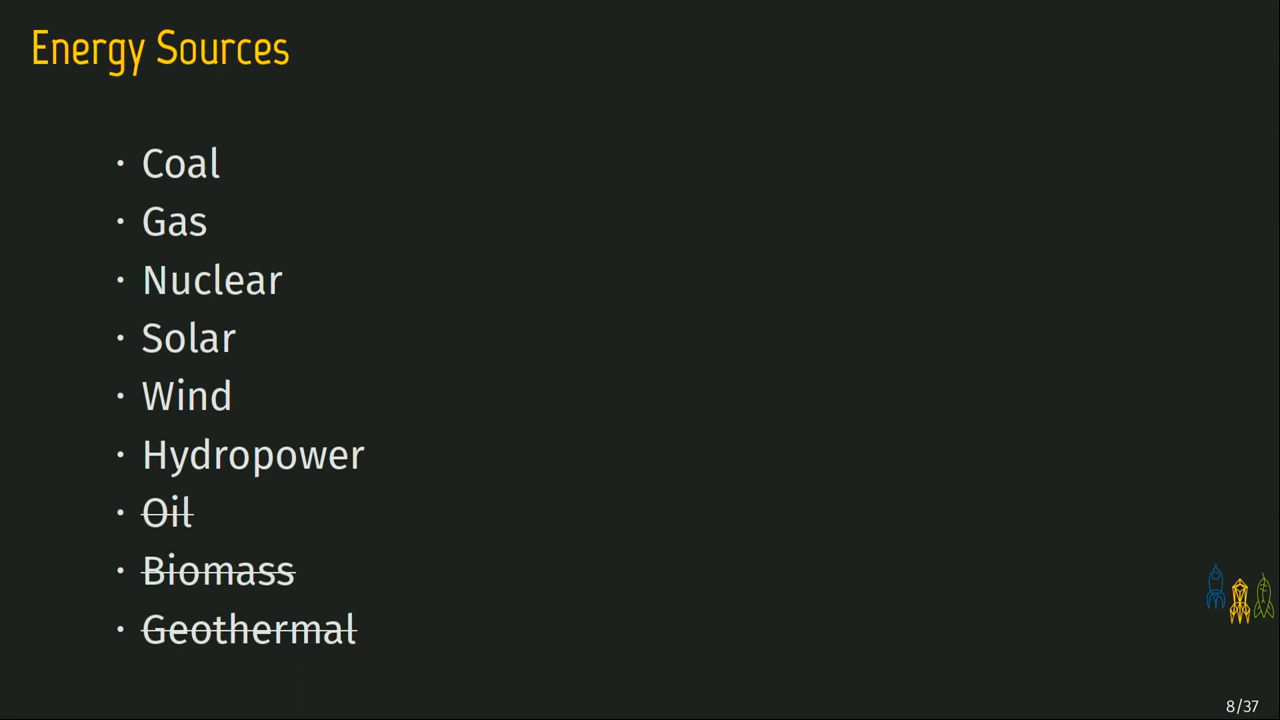 Energy Sources
• Coal
• Gas
• Nuclear
• Solar
• Wind
• Hydropower
• Oil
• Biomass
• Geothermal
8/37